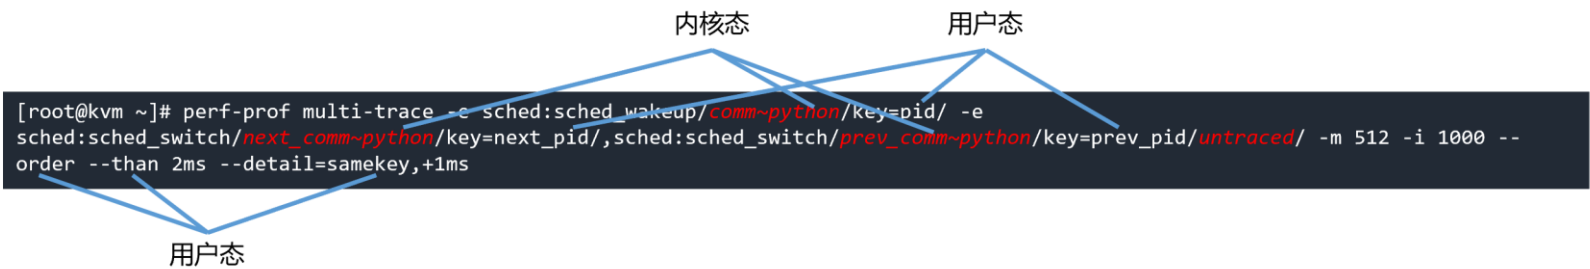 内核态 用户态
[root@kvm ~]# perf-prof multi-trace -e sched:sched_wakeup/comm~python/key=pid/ -e
sched:sched_switch/next_comm~python/key=next_pid/,sched:sched_switch/prev_comm~python/key=prev_pid/untraced/ -m 512 -i 1000 --
order --than 2ms --detail=samekey,+1ms
用户态